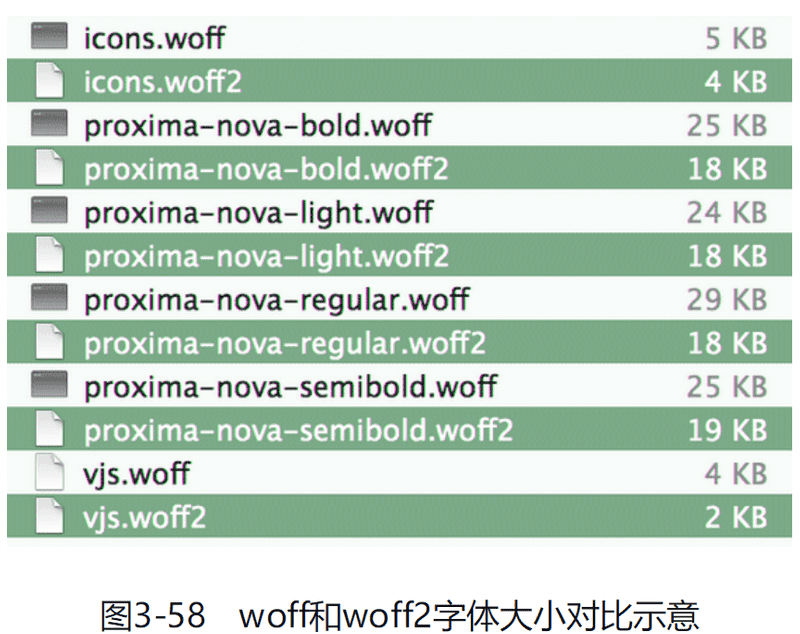 icons.woff 5 KB
icons.woff2 4 KB
proxima-nova-bold.woff 25 KB
proxima-nova-bold.woff2 18 KB
proxima-nova-light.woff 24 KB
proxima-nova-light.woff2 18 KB
proxima-nova-regular.woff 29 KB
proxima-nova-regular.woff2 18 KB
proxima-nova-semibold.woff 25 KB
proxima-nova-semibold.woff2 19 KB
vjs.woff 4 KB
vjs.woff2 2 KB
图3-58 woff和woff2字体大小对比示意